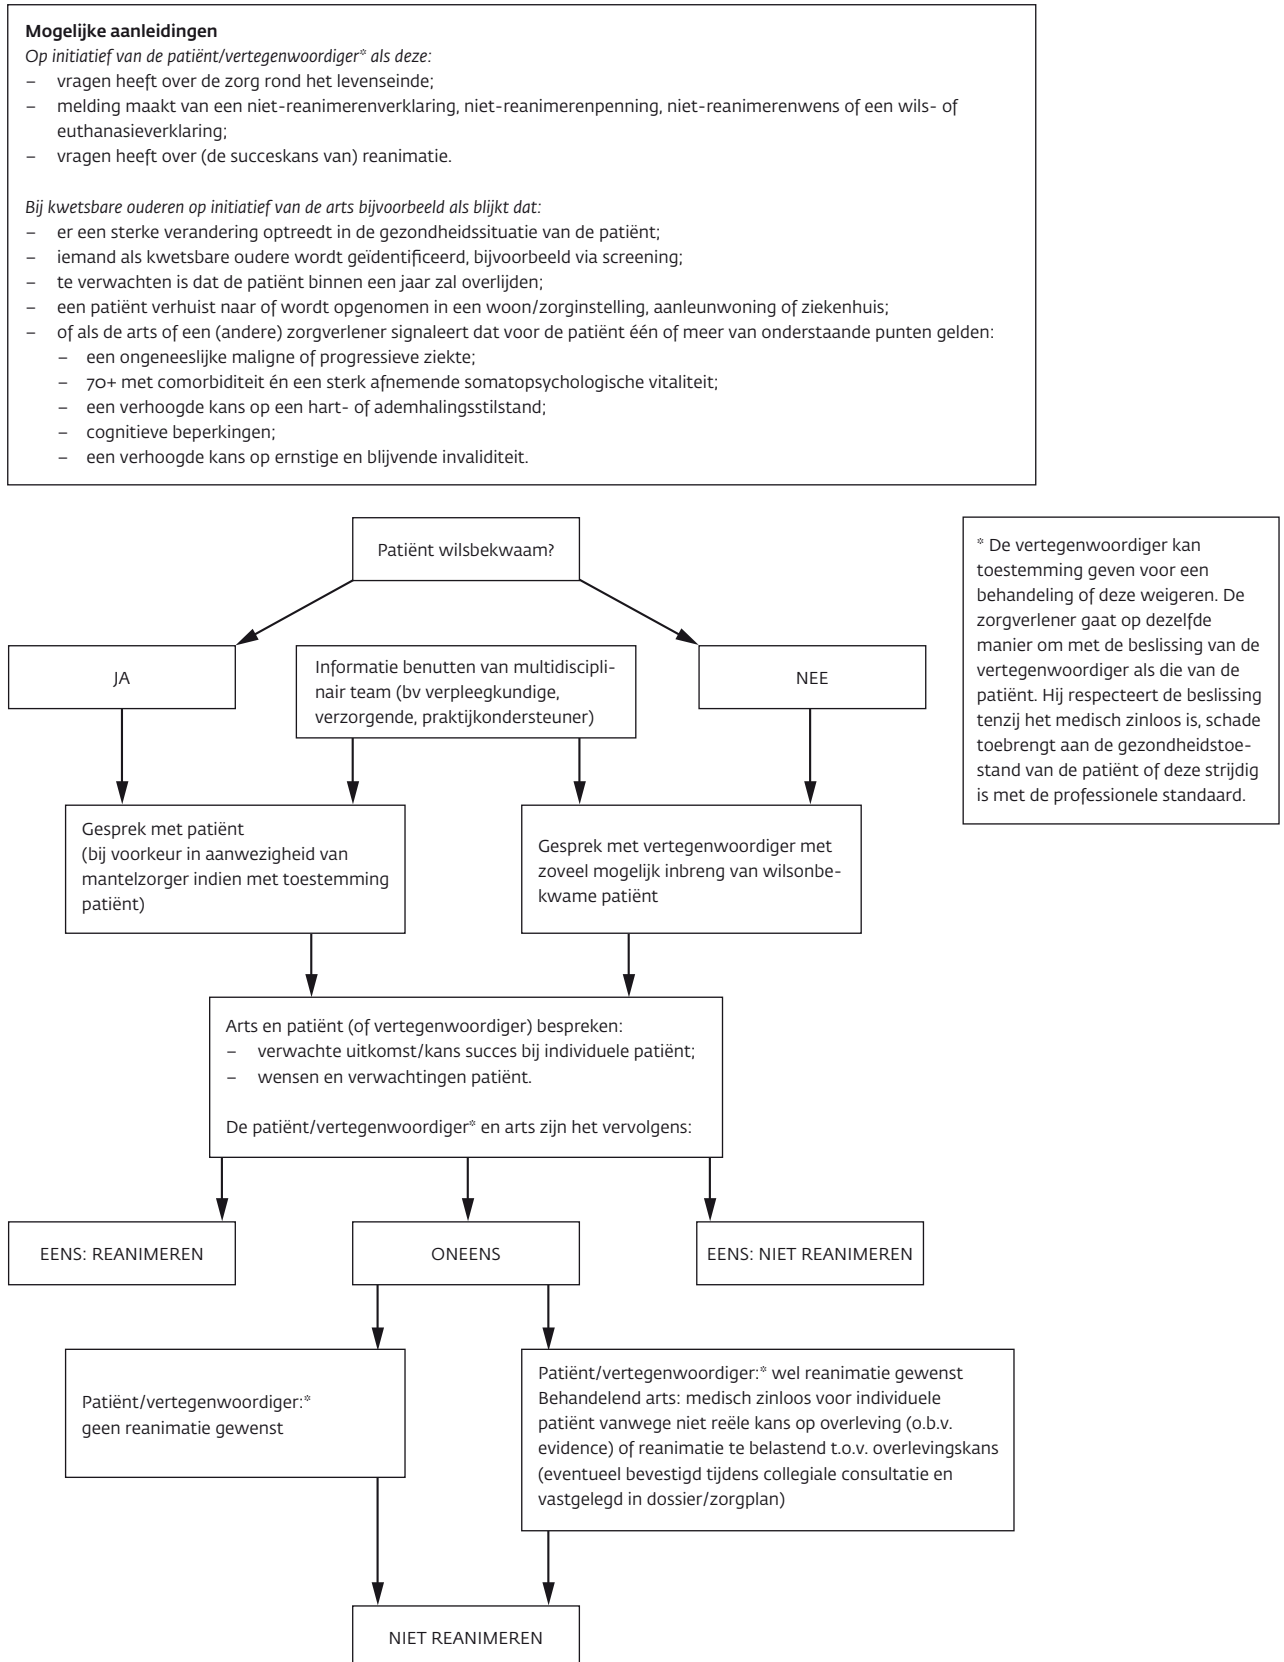 Mogelijke aanleidingen
Op initiatief van de patiënt/vertegenwoordiger* als deze:
– vragen heeft over de zorg rond het levenseinde;
– melding maakt van een niet-reanimerenverklaring, niet-reanimerenpenning, niet-reanimerenwens of een wils- of
euthanasieverklaring;
– vragen heeft over (de succeskans van) reanimatie.
Bij kwetsbare ouderen op initiatief van de arts bijvoorbeeld als blijkt dat:
– er een sterke verandering optreedt in de gezondheidssituatie van de patiënt;
– iemand als kwetsbare oudere wordt geïdentificeerd, bijvoorbeeld via screening;
– te verwachten is dat de patiënt binnen een jaar zal overlijden;
– een patiënt verhuist naar of wordt opgenomen in een woon/zorginstelling, aanleunwoning of ziekenhuis;
– of als de arts of een (andere) zorgverlener signaleert dat voor de patiënt één of meer van onderstaande punten gelden:
– een ongeneeslijke maligne of progressieve ziekte;
– 70+ met comorbiditeit én een sterk afnemende somatopsychologische vitaliteit;
– een verhoogde kans op een hart- of ademhalingsstilstand;
– cognitieve beperkingen;
– een verhoogde kans op ernstige en blijvende invaliditeit.
Patiënt wilsbekwaam?
* De vertegenwoordiger kan
toestemming geven voor een
behandeling of deze weigeren. De
zorgverlener gaat op dezelfde
manier om met de beslissing van de
vertegenwoordiger als die van de
patiënt. Hij respecteert de beslissing
tenzij het medisch zinloos is, schade
toebrengt aan de gezondheidstoe-
stand van de patiënt of deze strijdig
is met de professionele standaard.
JA
Informatie benutten van multidiscipli-
nair team (bv verpleegkundige,
verzorgende, praktijkondersteuner)
NEE
Gesprek met patiënt
(bij voorkeur in aanwezigheid van
mantelzorger indien met toestemming
patiënt)
Gesprek met vertegenwoordiger met
zoveel mogelijk inbreng van wilsonbe-
kwame patiënt
Arts en patiënt (of vertegenwoordiger) bespreken:
– verwachte uitkomst/kans succes bij individuele patiënt;
– wensen en verwachtingen patiënt.
De patiënt/vertegenwoordiger* en arts zijn het vervolgens:
EENS: REANIMEREN
ONEENS
EENS: NIET REANIMEREN
Patiënt/vertegenwoordiger:*
geen reanimatie gewenst
Patiënt/vertegenwoordiger:* wel reanimatie gewenst
Behandelend arts: medisch zinloos voor individuele
patiënt vanwege niet reële kans op overleving (o.b.v.
evidence) of reanimatie te belastend t.o.v. overlevingskans
(eventueel bevestigd tijdens collegiale consultatie en
vastgelegd in dossier/zorgplan)
NIET REANIMEREN